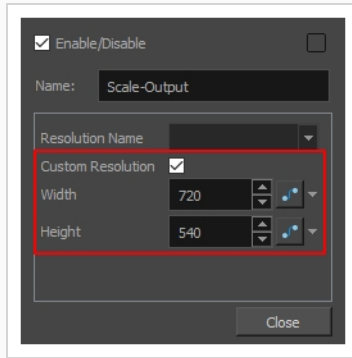 Enable/Disable
Name: Scale-Output
Resolution Name
Custom Resolution
Width 720
Height 540
Close